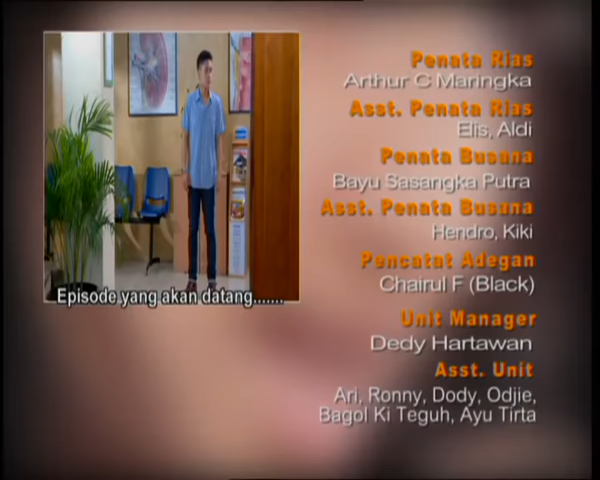 Episode yang akan datang.......
Penata Rias
Arthur C Maringka
Asst. Penata Rias
Elis, Aldi
Penata Busana
Bayu Sasangka Putra
Asst. Penata Busana
Hendro, Kiki
Pencatat Adegan
Chairul F (Black)
Unit Manager
Dedy Hartawan
Asst. Unit
Ari, Ronny, Dody, Odjie,
Bagol Ki Teguh, Ayu Tirta